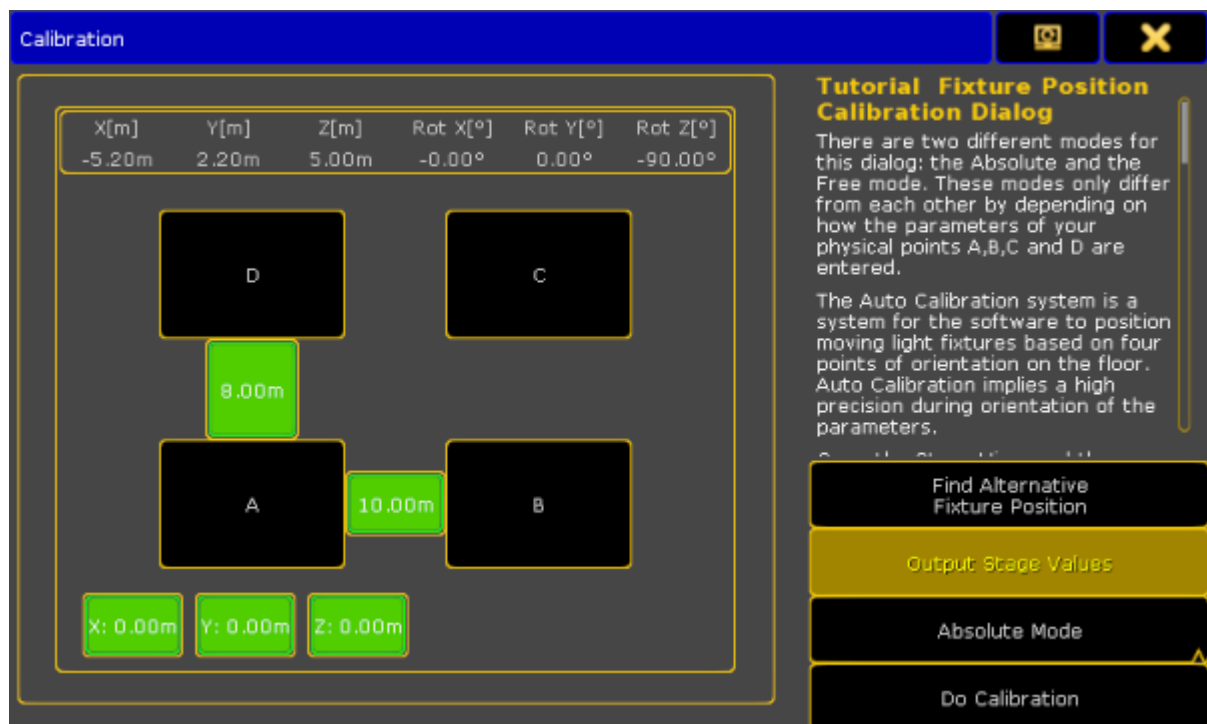 Calibration
X[m] Y[m] Z[m] Rot X[°] Rot Y[°] Rot Z[°]
-5.20m 2.20m 5.00m -0.00° 0.00° -90.00°
D
C
8.00m
A
10.00m
B
X: 0.00m
Y: 0.00m
Z: 0.00m
Tutorial Fixture Position
Calibration Dialog
There are two different modes for
this dialog: the Absolute and the
Free mode. These modes only differ
from each other by depending on
how the parameters of your
physical points A,B,C and D are
entered.
The Auto Calibration system is a
system for the software to position
moving light fixtures based on four
points of orientation on the floor.
Auto Calibration implies a high
precision during orientation of the
parameters.
Find Alternative
Fixture Position
Output Stage Values
Absolute Mode
Do Calibration